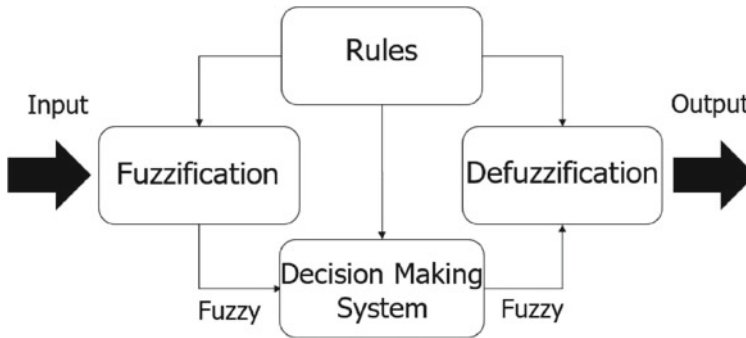 Rules
Input
Output
Fuzzification
Defuzzification
Decision Making
System
Fuzzy
Fuzzy